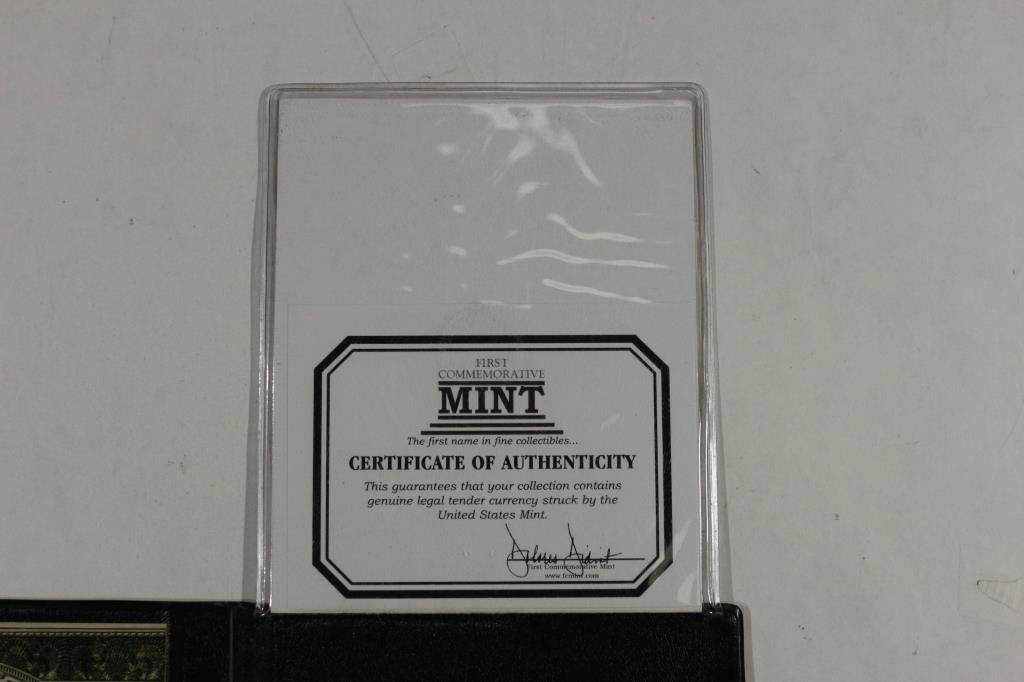 FIRST
COMMEMORATIVE
MINT
The first name in fine collectibles...
CERTIFICATE OF AUTHENTICITY
This guarantees that your collection contains
genuine legal tender currency struck by the
United States Mint.
First Commemorative Mint
www.fcmint.com